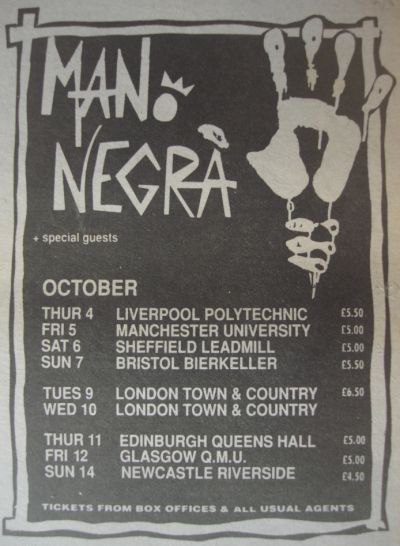 MANO
NEGRA
+ special guests
OCTOBER
THUR 4 LIVERPOOL POLYTECHNIC £5.50
FRI 5 MANCHESTER UNIVERSITY £5.00
SAT 6 SHEFFIELD LEADMILL £5.00
SUN 7 BRISTOL BIERKELLER £5.50
TUES 9 LONDON TOWN & COUNTRY £6.50
WED 10 LONDON TOWN & COUNTRY
THUR 11 EDINBURGH QUEENS HALL £5.00
FRI 12 GLASGOW Q.M.U. £5.00
SUN 14 NEWCASTLE RIVERSIDE £4.50
TICKETS FROM BOX OFFICES & ALL USUAL AGENTS